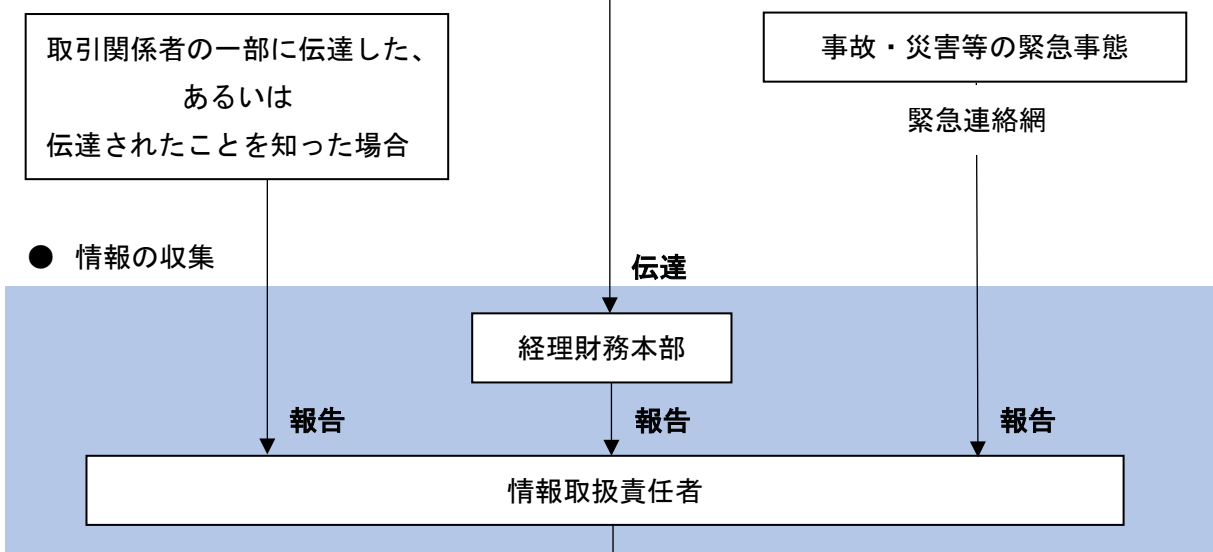 取引関係者の一部に伝達した、
あるいは
伝達されたことを知った場合
事故・災害等の緊急事態
緊急連絡網
● 情報の収集
伝達
経理財務本部
報告
報告
報告
情報取扱責任者